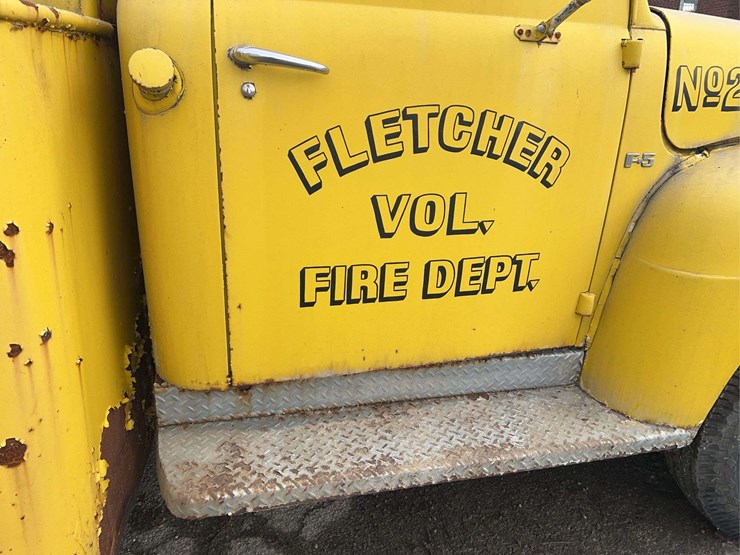 FLETCHER
VOL.
FIRE DEPT.
Nº2
F-5